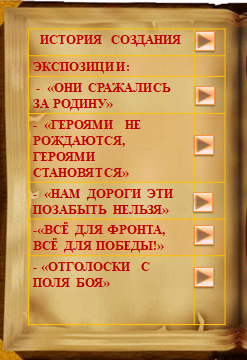 ИСТОРИЯ СОЗДАНИЯ
ЭКСПОЗИЦИИ:
- «ОНИ СРАЖАЛИСЬ
ЗА РОДИНУ»
- «ГЕРОЯМИ НЕ
РОЖДАЮТСЯ,
ГЕРОЯМИ
СТАНОВЯТСЯ»
- «НАМ ДОРОГИ ЭТИ
ПОЗАБЫТЬ НЕЛЬЗЯ»
-«ВСЁ ДЛЯ ФРОНТА,
ВСЁ ДЛЯ ПОБЕДЫ!»
- «ОТГОЛОСКИ С
ПОЛЯ БОЯ»